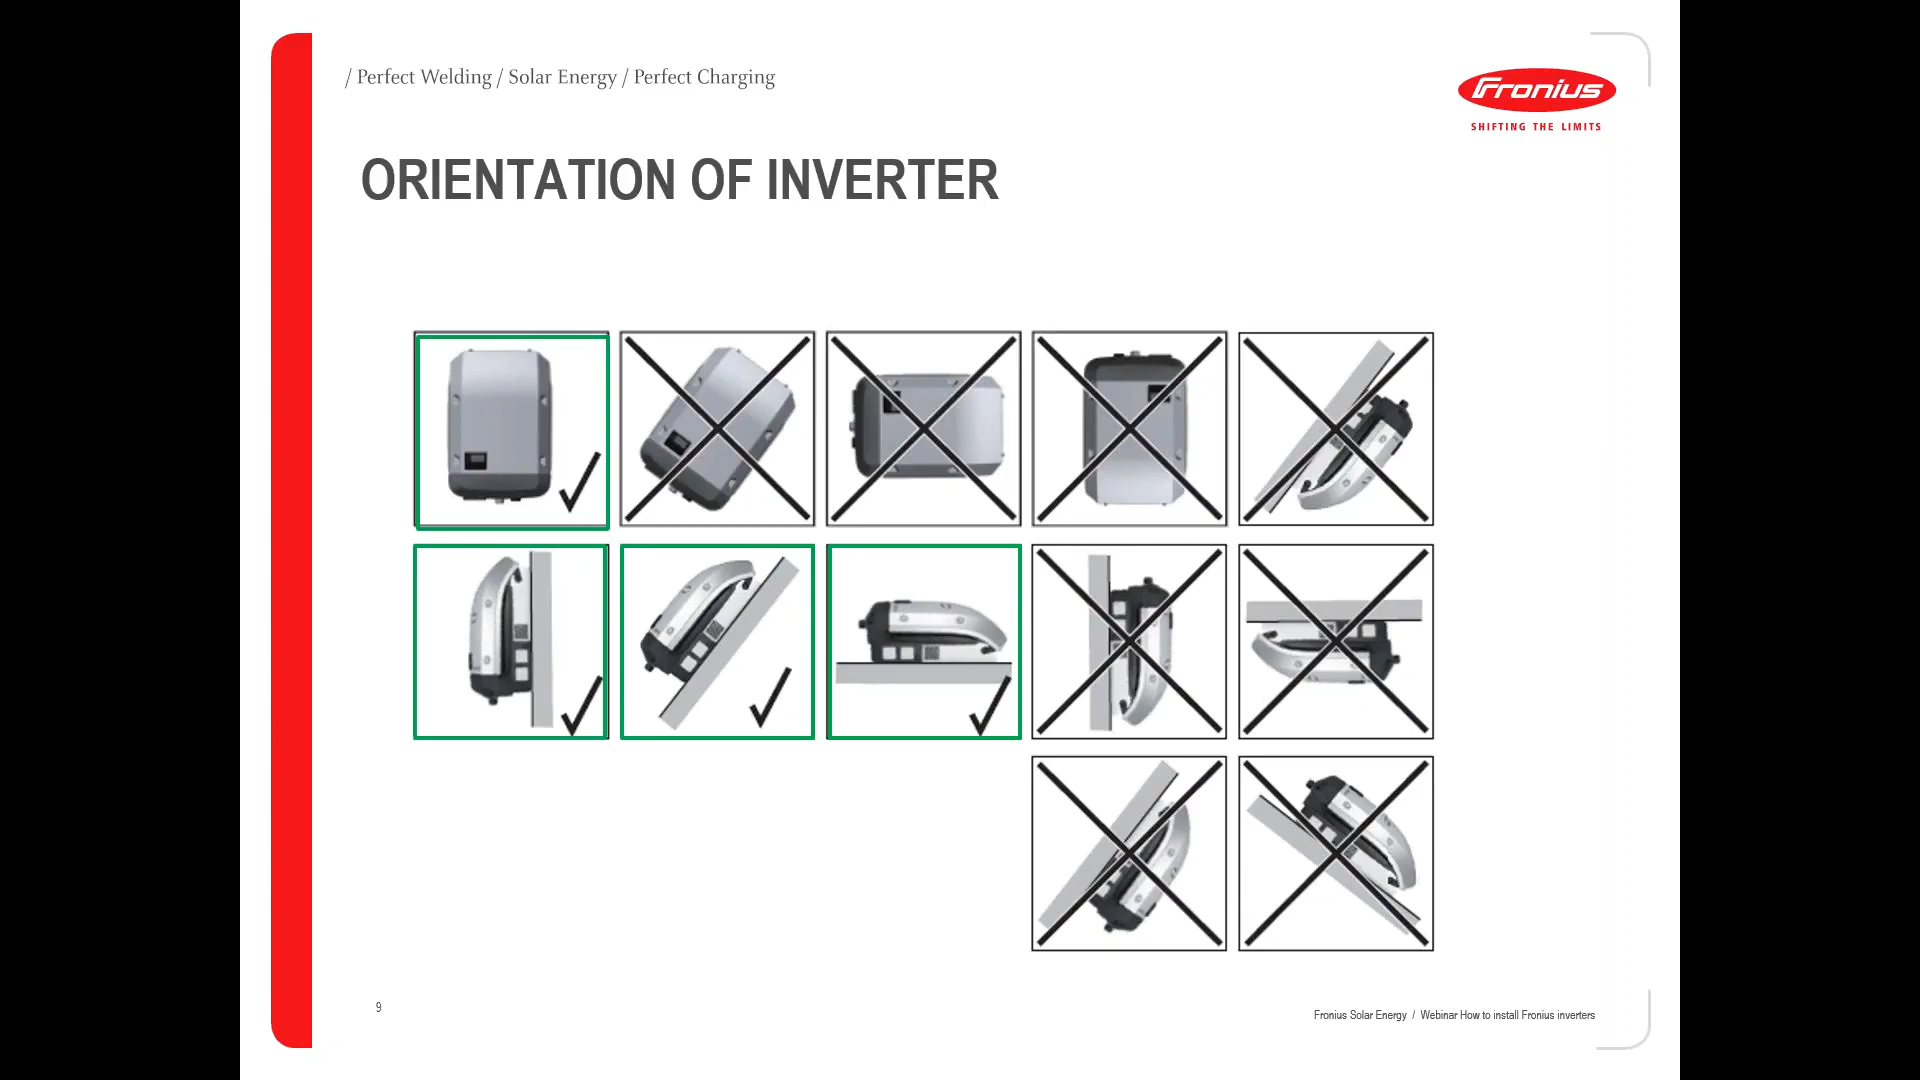 / Perfect Welding / Solar Energy / Perfect Charging
Fronius
SHIFTING THE LIMITS
ORIENTATION OF INVERTER
9
Fronius Solar Energy / Webinar How to install Fronius inverters